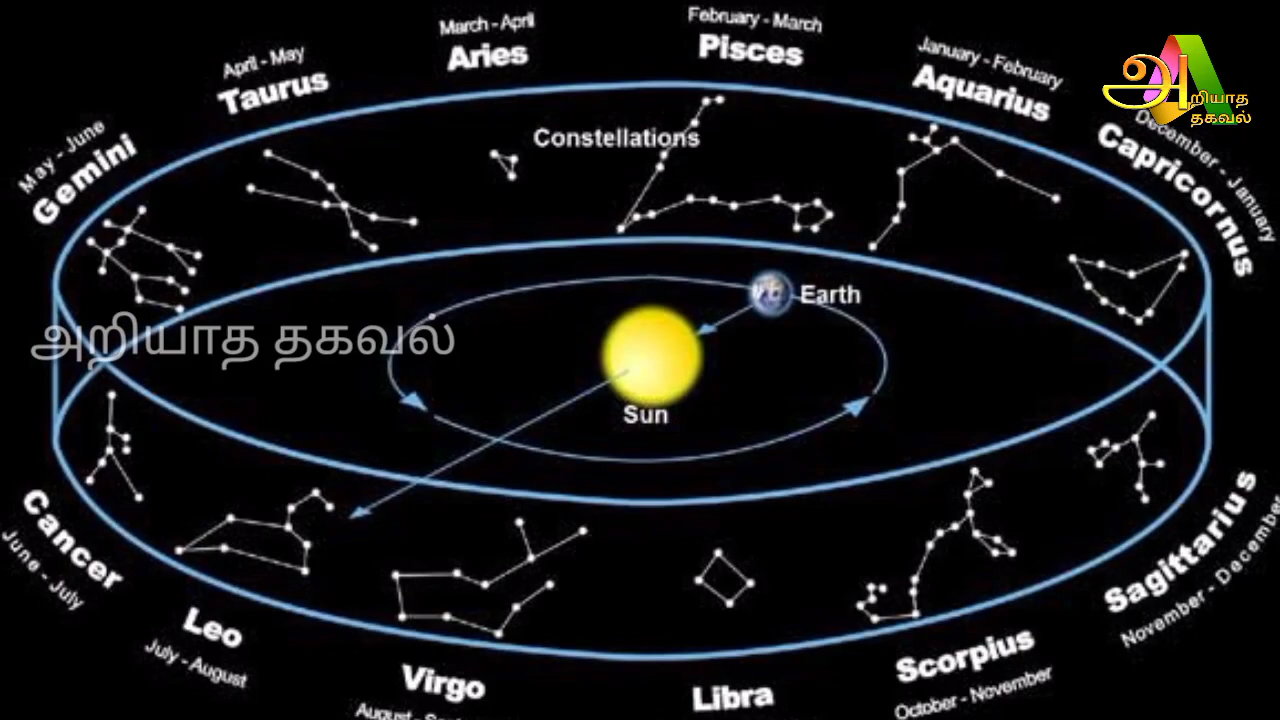 March - April
Aries
February - March
Pisces
January - February
Aquarius
April - May
Taurus
அறியாத
தகவல்
December - January
Capricornus
May - June
Gemini
Constellations
Earth
அறியாத தகவல்
Sun
Cancer
June - July
Sagittarius
November - December
Leo
July - August
Scorpius
October - November
Virgo
Libra
August -